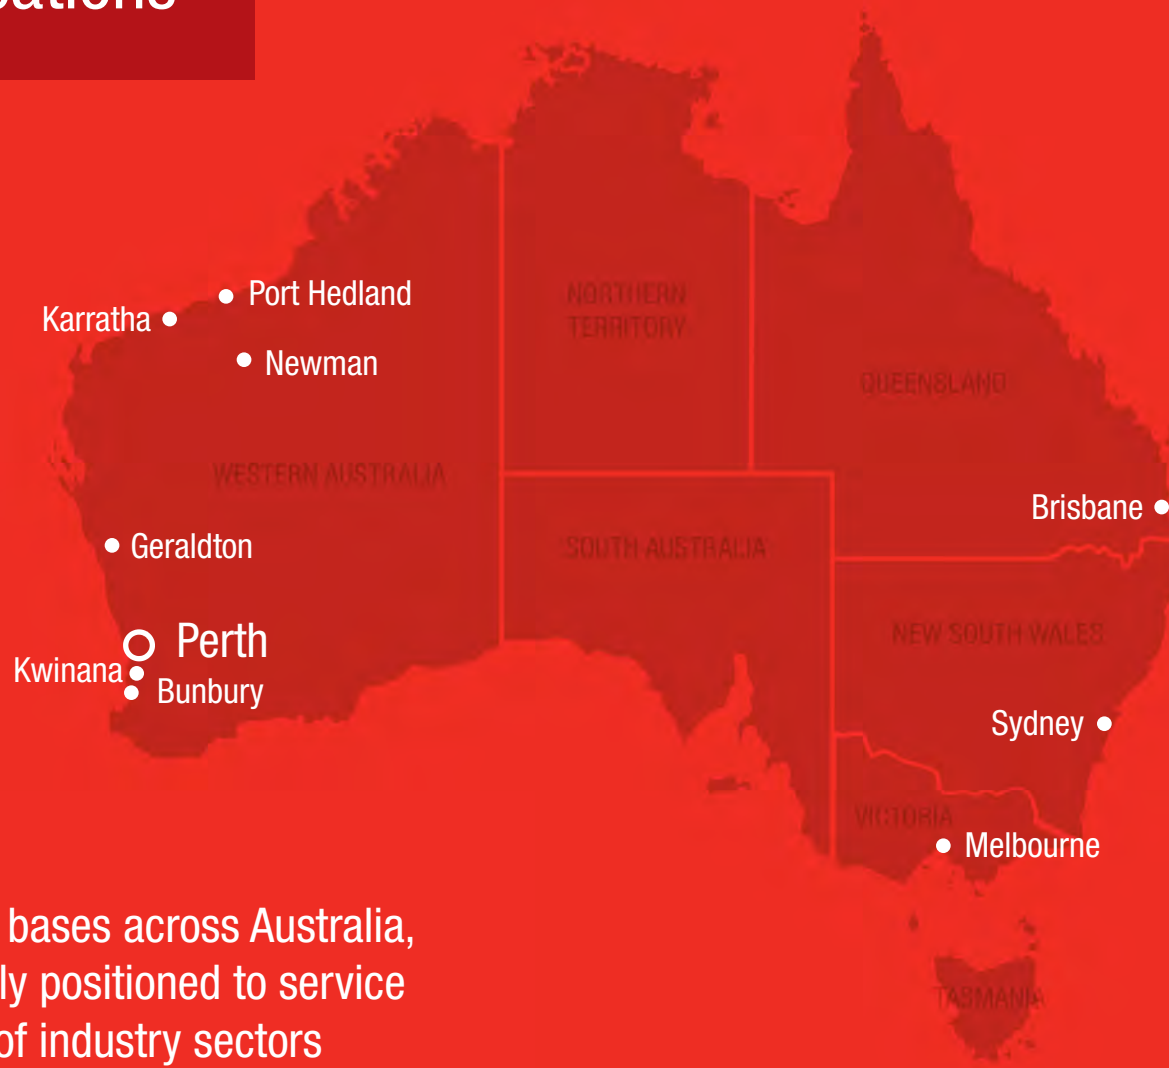 Port Hedland
Karratha
Newman
NORTHERN
TERRITORY
QUEENSLAND
WESTERN AUSTRALIA
Brisbane
Geraldton
SOUTH AUSTRALIA
Perth
NEW SOUTH WALES
Kwinana
Bunbury
Sydney
VICTORIA
Melbourne
bases across Australia,
ly positioned to service
of industry sectors
TASMANIA